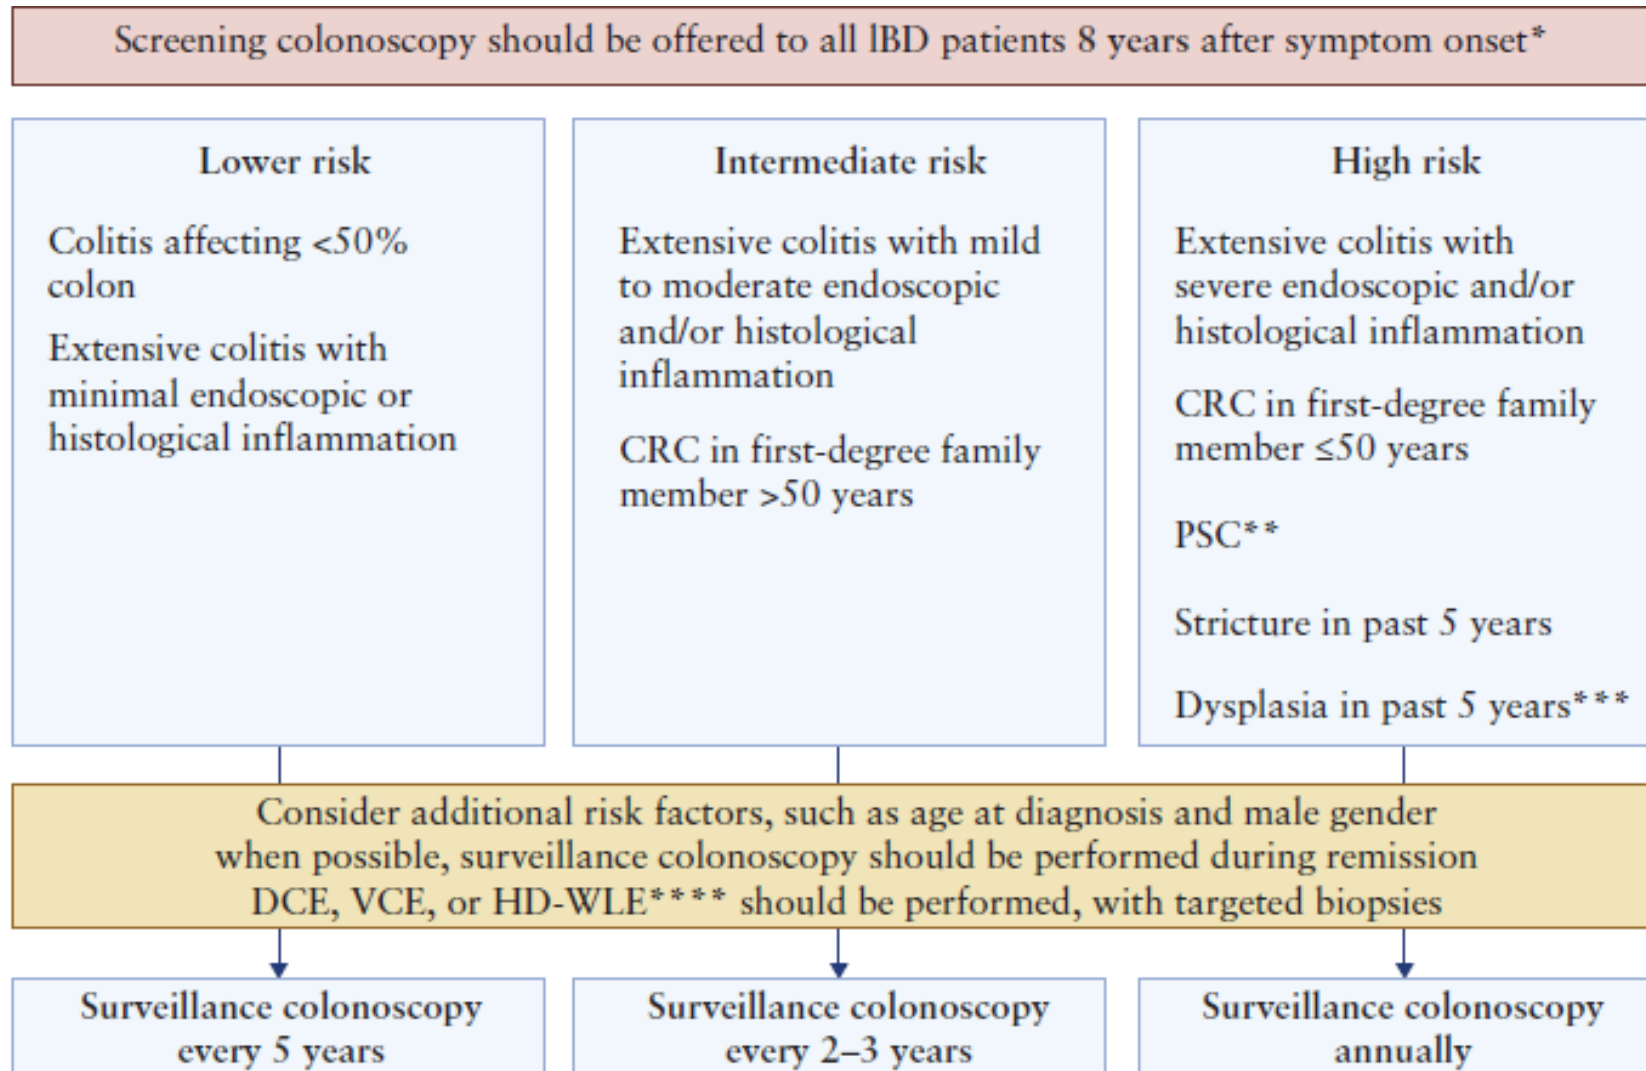 Screening colonoscopy should be offered to all IBD patients 8 years after symptom onset*
Lower risk
Colitis affecting <50%
colon
Extensive colitis with
minimal endoscopic or
histological inflammation
Intermediate risk
Extensive colitis with mild
to moderate endoscopic
and/or histological
inflammation
CRC in first-degree family
member >50 years
High risk
Extensive colitis with
severe endoscopic and/or
histological inflammation
CRC in first-degree family
member ≤50 years
PSC**
Stricture in past 5 years
Dysplasia in past 5 years***
Consider additional risk factors, such as age at diagnosis and male gender
when possible, surveillance colonoscopy should be performed during remission
DCE, VCE, or HD-WLE**** should be performed, with targeted biopsies
Surveillance colonoscopy
every 5 years
Surveillance colonoscopy
every 2–3 years
Surveillance colonoscopy
annually